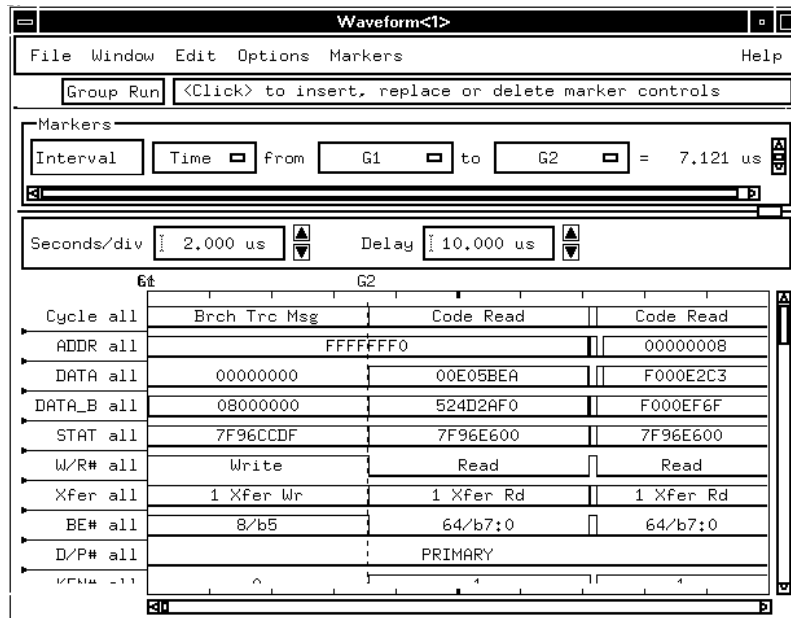 Waveform<1>
File Window Edit Options Markers Help
Group Run <Click> to insert, replace or delete marker controls
Markers
Interval Time from G1 to G2 = 7.121 us
Seconds/div 2.000 us Delay 10.000 us
G2
Cycle all Brch Trc Msg Code Read Code Read
ADDR all FFFFFFF0 00000008
DATA all 00000000 00E05BEA F000E2C3
DATA_B all 08000000 524D2AF0 F000EF6F
STAT all 7F96CCDF 7F96E600 7F96E600
W/R# all Write Read Read
Xfer all 1 Xfer Wr 1 Xfer Rd 1 Xfer Rd
BE# all 8/b5 64/b7:0 64/b7:0
D/P# all PRIMARY